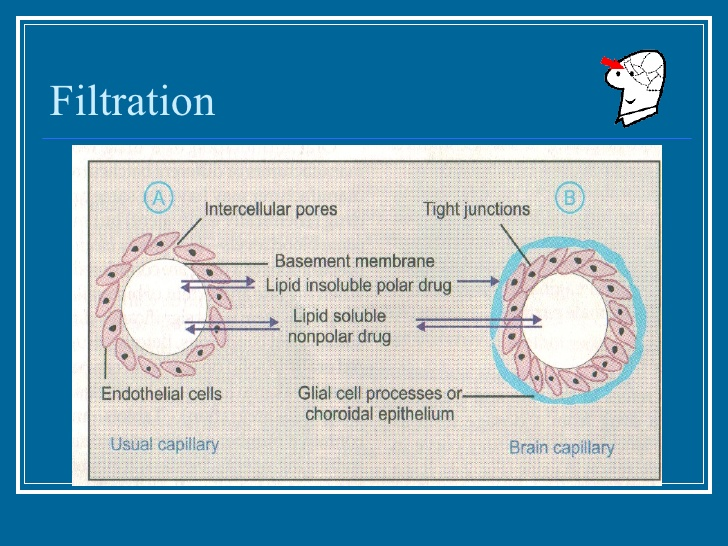 Filtration
A
B
Intercellular pores
Tight junctions
Basement membrane
Lipid insoluble polar drug
Lipid soluble
nonpolar drug
Endothelial cells
Glial cell processes or
choroidal epithelium
Usual capillary
Brain capillary